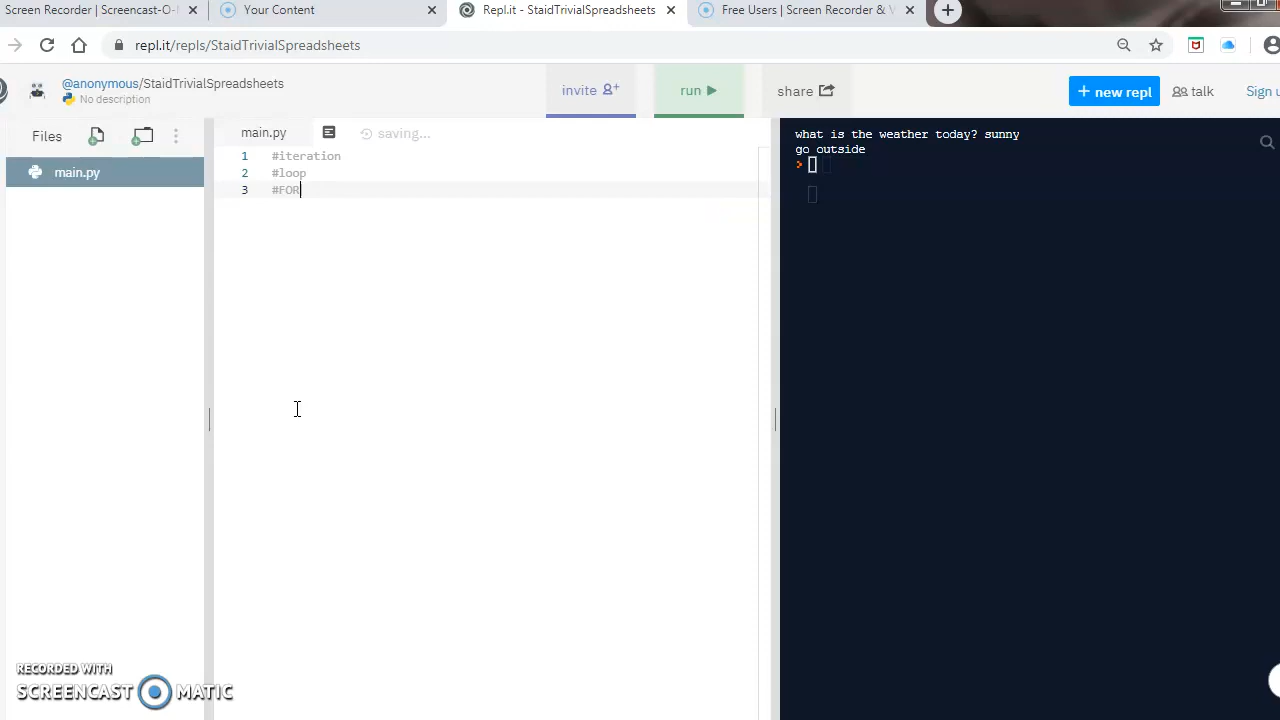 Screen Recorder | Screencast-O-
Your Content
Repl.it - StaidTrivialSpreadsheets
Free Users | Screen Recorder &
repl.it/repls/StaidTrivialSpreadsheets
@anonymous/StaidTrivialSpreadsheets
No description
invite
run
share
+ new repl
talk
Sign u
Files
main.py
saving...
main.py
1 #iteration
2 #loop
3 #FOR
what is the weather today? sunny
go outside
>
RECORDED WITH
SCREENCAST MATIC